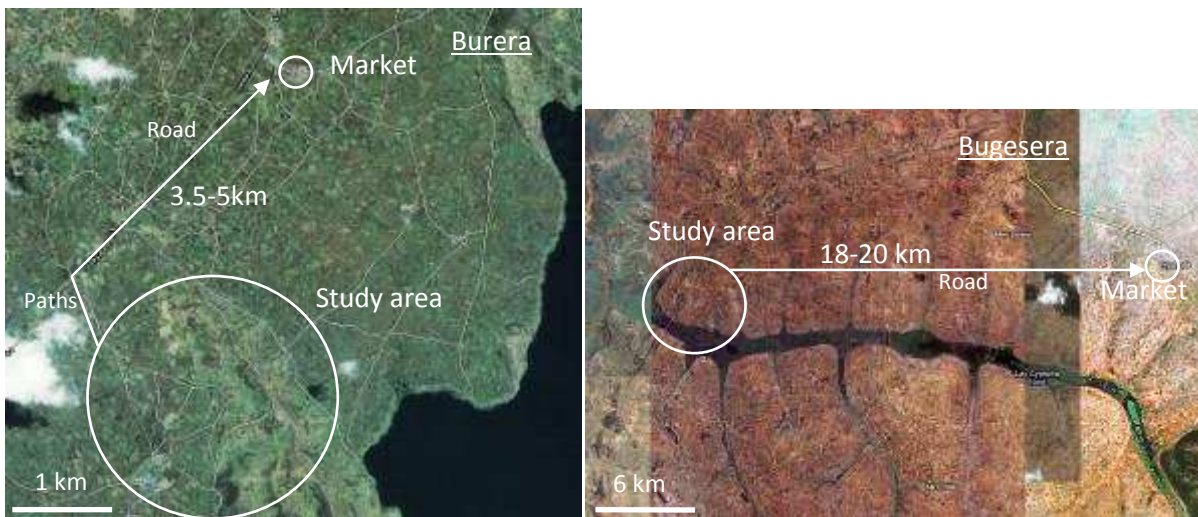 Burera
Market
Road
3.5-5km
Study area
Paths
1 km
Bugesera
Study area
18-20 km
Road
Market
6 km